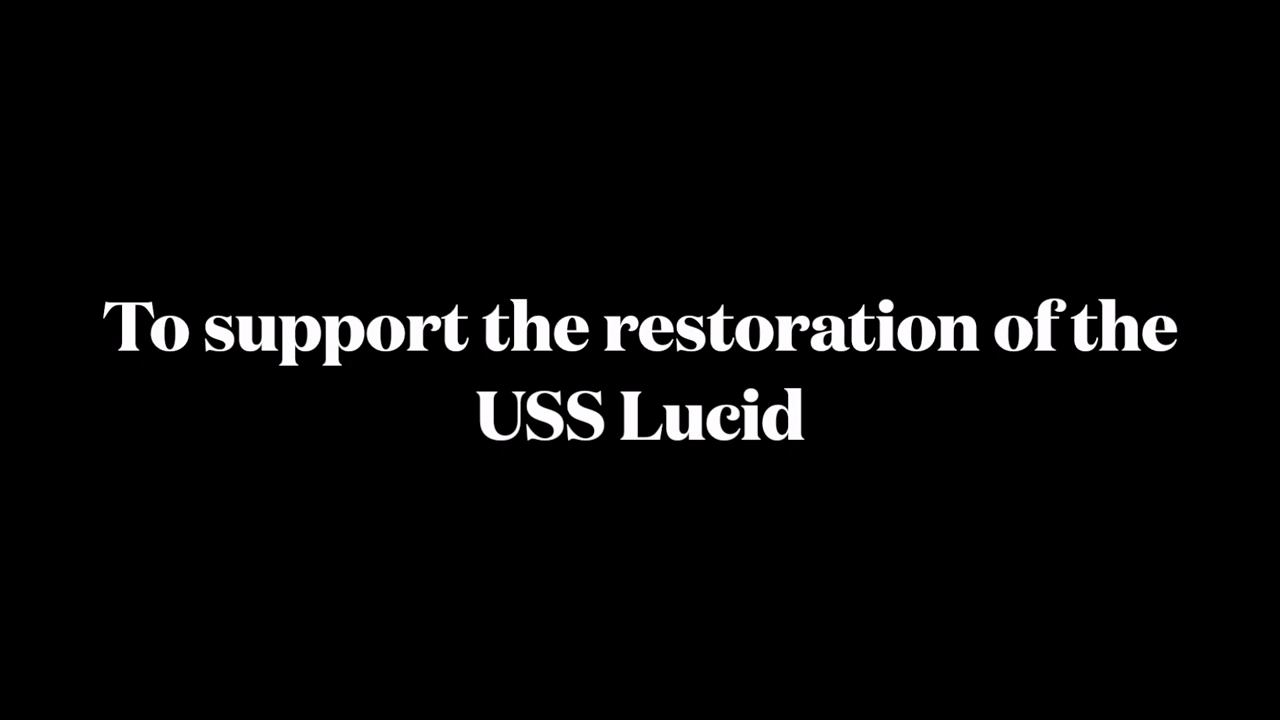 To support the restoration of the
USS Lucid